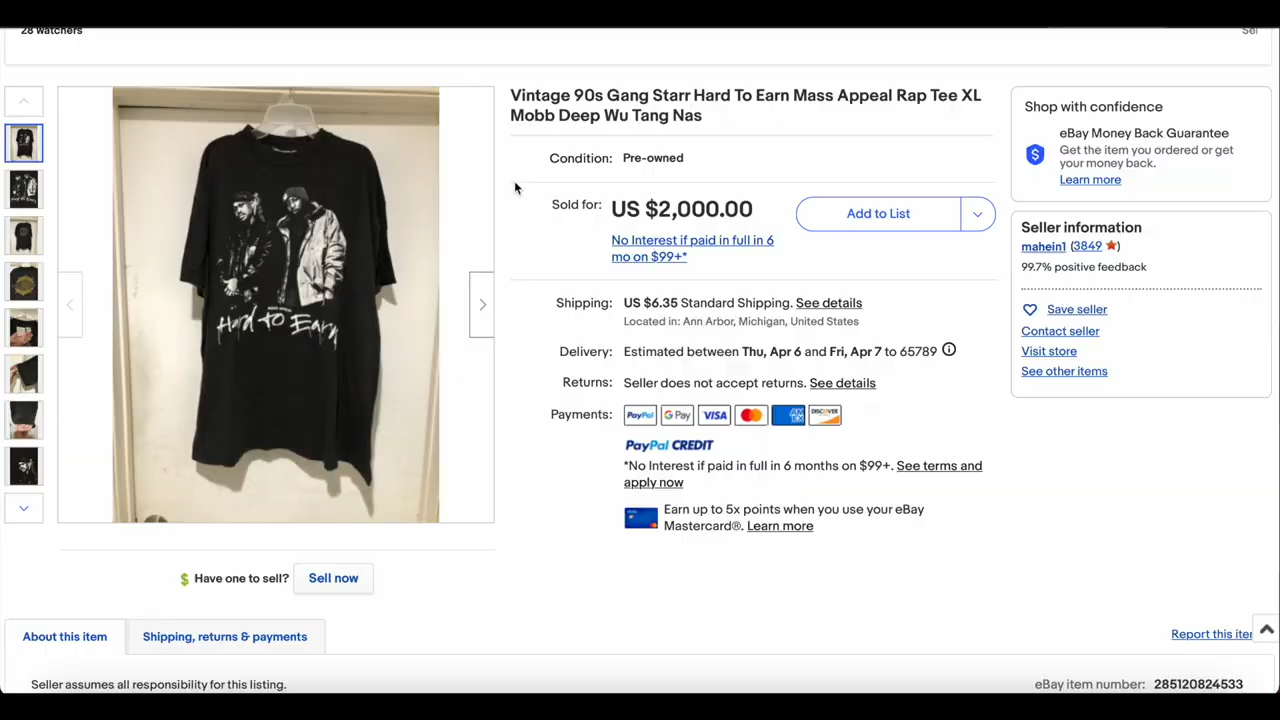 28 watchers
Sel
Vintage 90s Gang Starr Hard To Earn Mass Appeal Rap Tee XL
Mobb Deep Wu Tang Nas
Condition: Pre-owned
Sold for: US $2,000.00
Add to List
No Interest if paid in full in 6
mo on $99+*
Shipping: US $6.35 Standard Shipping. See details
Located in: Ann Arbor, Michigan, United States
Delivery: Estimated between Thu, Apr 6 and Fri, Apr 7 to 65789
Returns: Seller does not accept returns. See details
Payments: PayPal G Pay VISA AM EX DISCOVER
PayPal CREDIT
*No Interest if paid in full in 6 months on $99+. See terms and
apply now
Earn up to 5x points when you use your eBay
Mastercard®. Learn more
Shop with confidence
eBay Money Back Guarantee
Get the item you ordered or get
your money back.
Learn more
Seller information
mahein1 (3849)
99.7% positive feedback
Save seller
Contact seller
Visit store
See other items
Hard to Earn
Have one to sell? Sell now
About this item
Shipping, returns & payments
Report this iter
Seller assumes all responsibility for this listing.
eBay item number: 285120824533